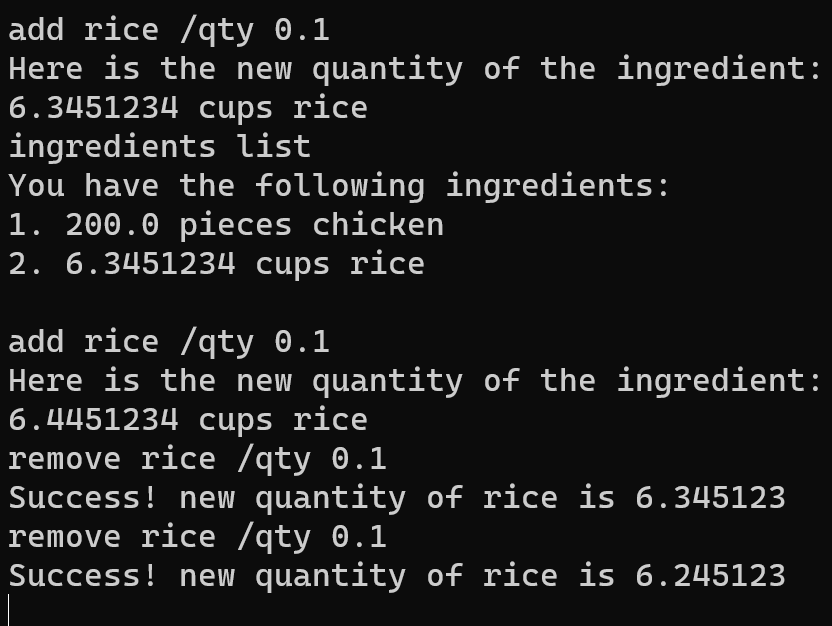 add rice /qty 0.1
Here is the new quantity of the ingredient:
6.3451234 cups rice
ingredients list
You have the following ingredients:
1. 200.0 pieces chicken
2. 6.3451234 cups rice
add rice /qty 0.1
Here is the new quantity of the ingredient:
6.4451234 cups rice
remove rice /qty 0.1
Success! new quantity of rice is 6.345123
remove rice /qty 0.1
Success! new quantity of rice is 6.245123